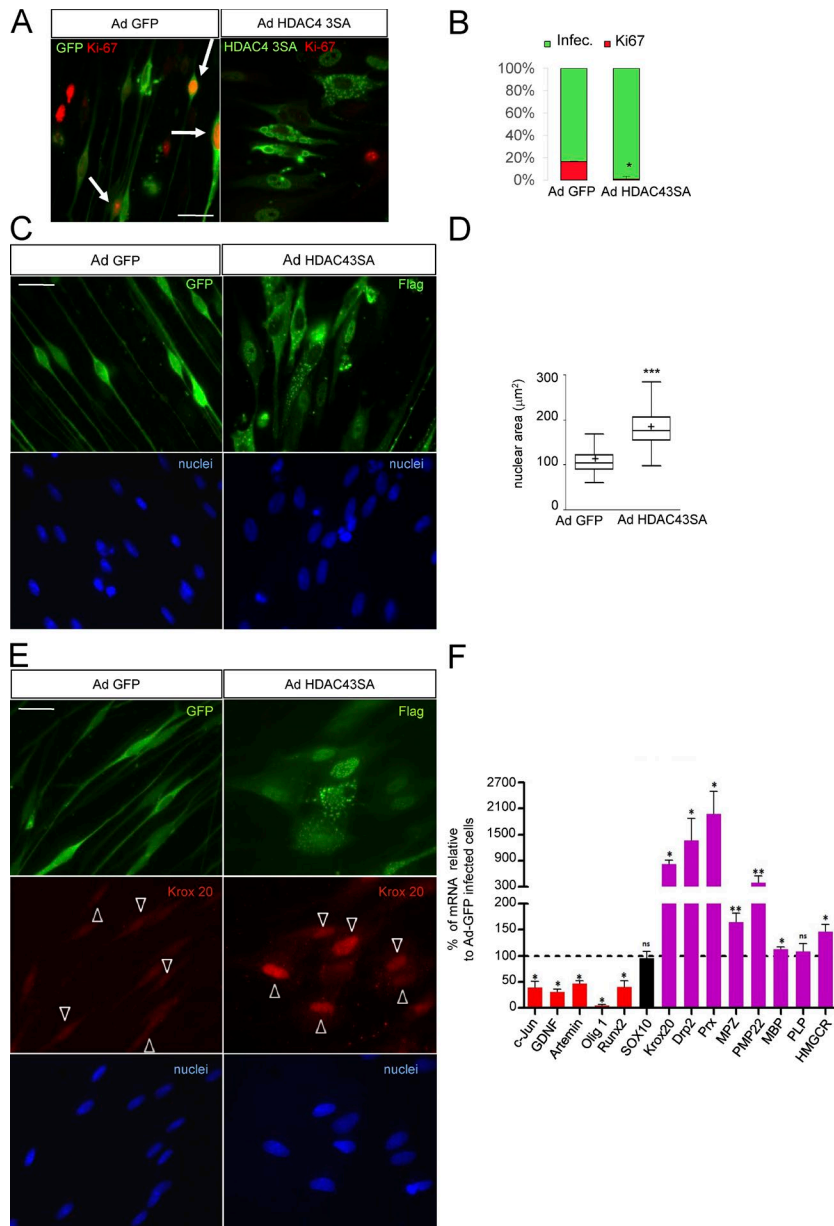 A
Ad GFP
Ad HDAC4 3SA
GFP Ki-67
HDAC4 3SA Ki-67
B
Infec.
Ki67
100%
80%
60%
40%
20%
0%
*
Ad GFP
Ad HDAC43SA
C
Ad GFP
Ad HDAC43SA
GFP
Flag
nuclei
nuclei
D
nuclear area (µm²)
300
200
100
0
+
+
***
Ad GFP
Ad HDAC43SA
E
Ad GFP
Ad HDAC43SA
GFP
Flag
Krox 20
Krox 20
nuclei
nuclei
F
% of mRNA relative
to Ad-GFP infected cells
2700
2100
1500
900
300
200
150
100
50
0
* * * * * ns * * * ** ** * ns *
c-Jun
GDNF
Artemin
Olig 1
Runx2
SOX10
Krox20
Drp2
Prx
MPZ
PMP22
MBP
PLP
HMGCR